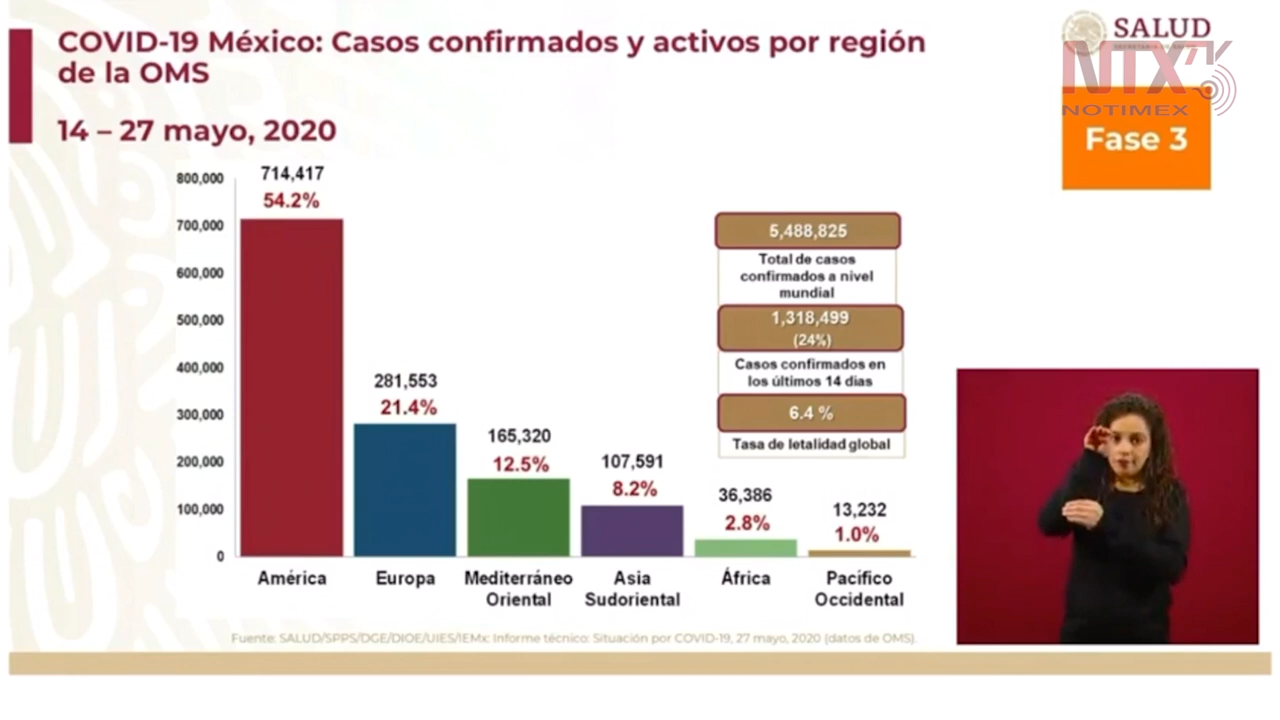 COVID-19 México: Casos confirmados y activos por región
de la OMS
14 – 27 mayo, 2020
SALUD
NTX
NOTIMEX
Fase 3
800,000
700,000
600,000
500,000
400,000
300,000
200,000
100,000
0
714,417
54.2%
281,553
21.4%
165,320
12.5%
107,591
8.2%
36,386
2.8%
13,232
1.0%
América
Europa
Mediterráneo
Oriental
Asia
Sudoriental
África
Pacífico
Occidental
5,488,825
Total de casos
confirmados a nivel
mundial
1,318,499
(24%)
Casos confirmados en
los últimos 14 dias
6.4 %
Tasa de letalidad global
Fuente: SALUD/SPPS/DGE/DIOE/UIES/IEMx: Informe técnico: Situación por COVID-19, 27 mayo, 2020 (datos de OMS).